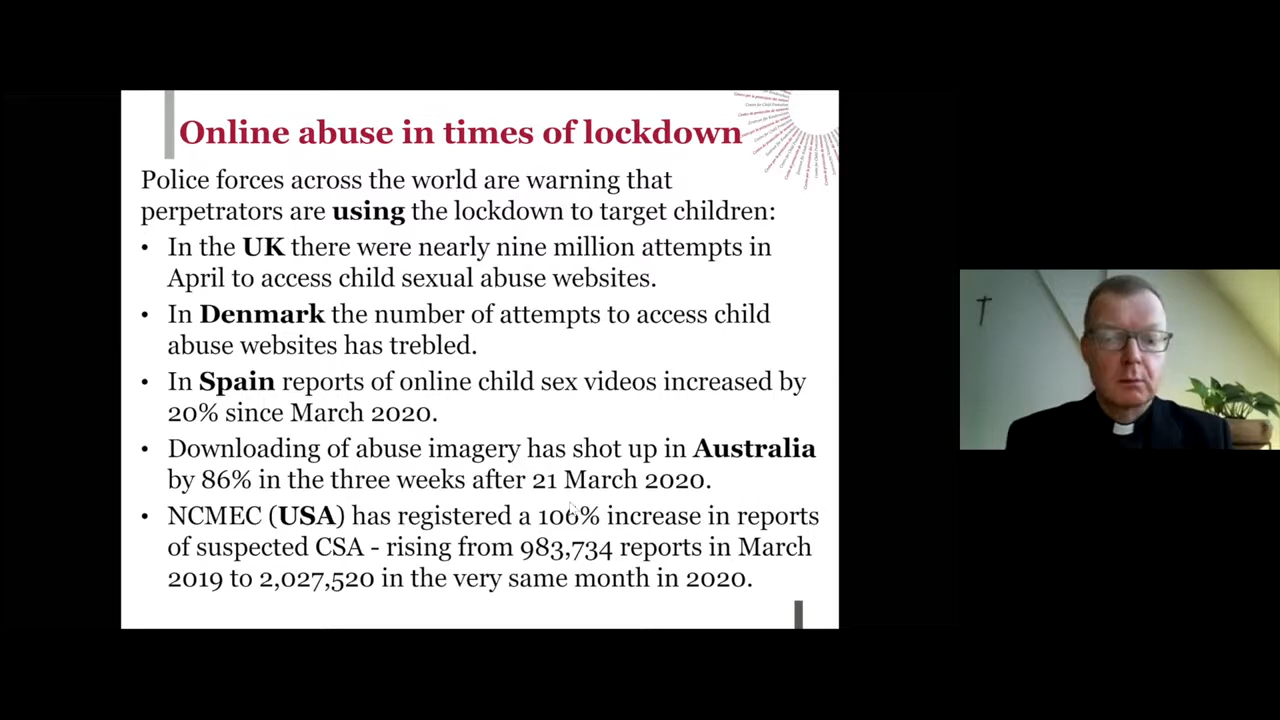 Online abuse in times of lockdown
Police forces across the world are warning that
perpetrators are using the lockdown to target children:
• In the UK there were nearly nine million attempts in
April to access child sexual abuse websites.
• In Denmark the number of attempts to access child
abuse websites has trebled.
• In Spain reports of online child sex videos increased by
20% since March 2020.
• Downloading of abuse imagery has shot up in Australia
by 86% in the three weeks after 21 March 2020.
• NCMEC (USA) has registered a 106% increase in reports
of suspected CSA - rising from 983,734 reports in March
2019 to 2,027,520 in the very same month in 2020.